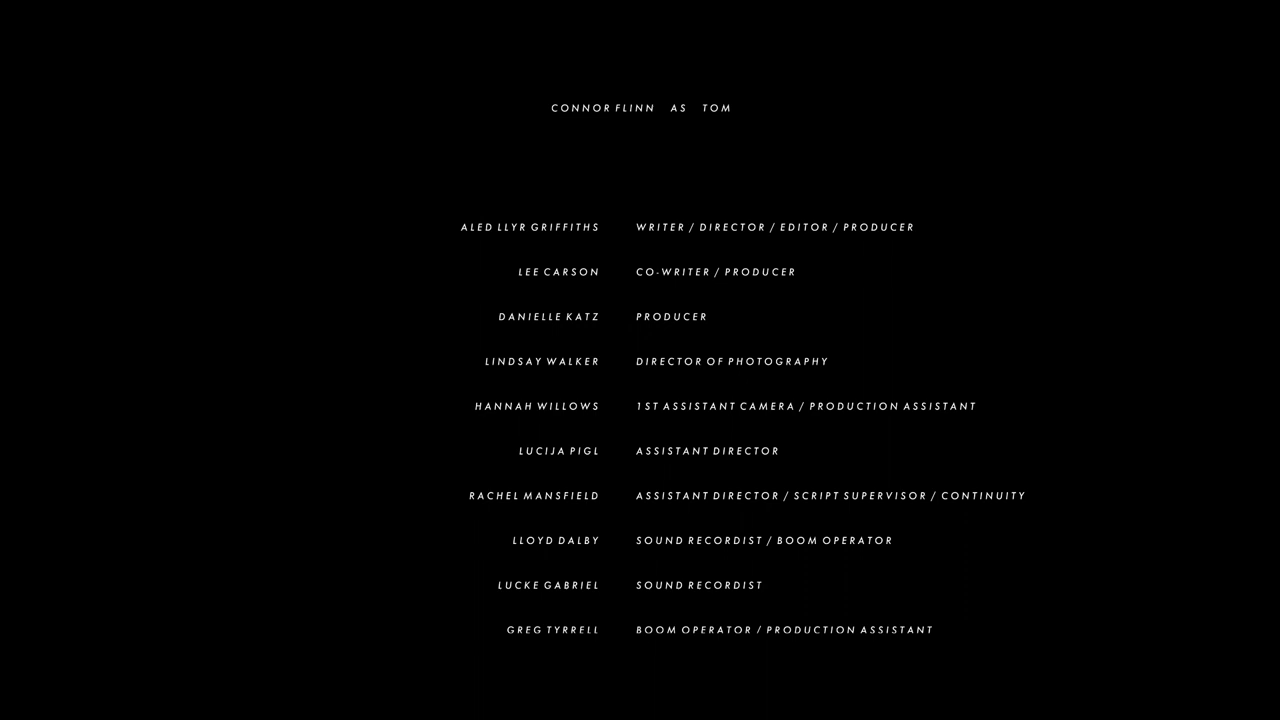 CONNOR FLINN AS TOM
ALED LLYR GRIFFITHS WRITER / DIRECTOR / EDITOR / PRODUCER
LEE CARSON CO-WRITER / PRODUCER
DANIELLE KATZ PRODUCER
LINDSAY WALKER DIRECTOR OF PHOTOGRAPHY
HANNAH WILLOWS 1ST ASSISTANT CAMERA / PRODUCTION ASSISTANT
LUCIJA PIGL ASSISTANT DIRECTOR
RACHEL MANSFIELD ASSISTANT DIRECTOR / SCRIPT SUPERVISOR / CONTINUITY
LLOYD DALBY SOUND RECORDIST / BOOM OPERATOR
LUCKE GABRIEL SOUND RECORDIST
GREG TYRRELL BOOM OPERATOR / PRODUCTION ASSISTANT